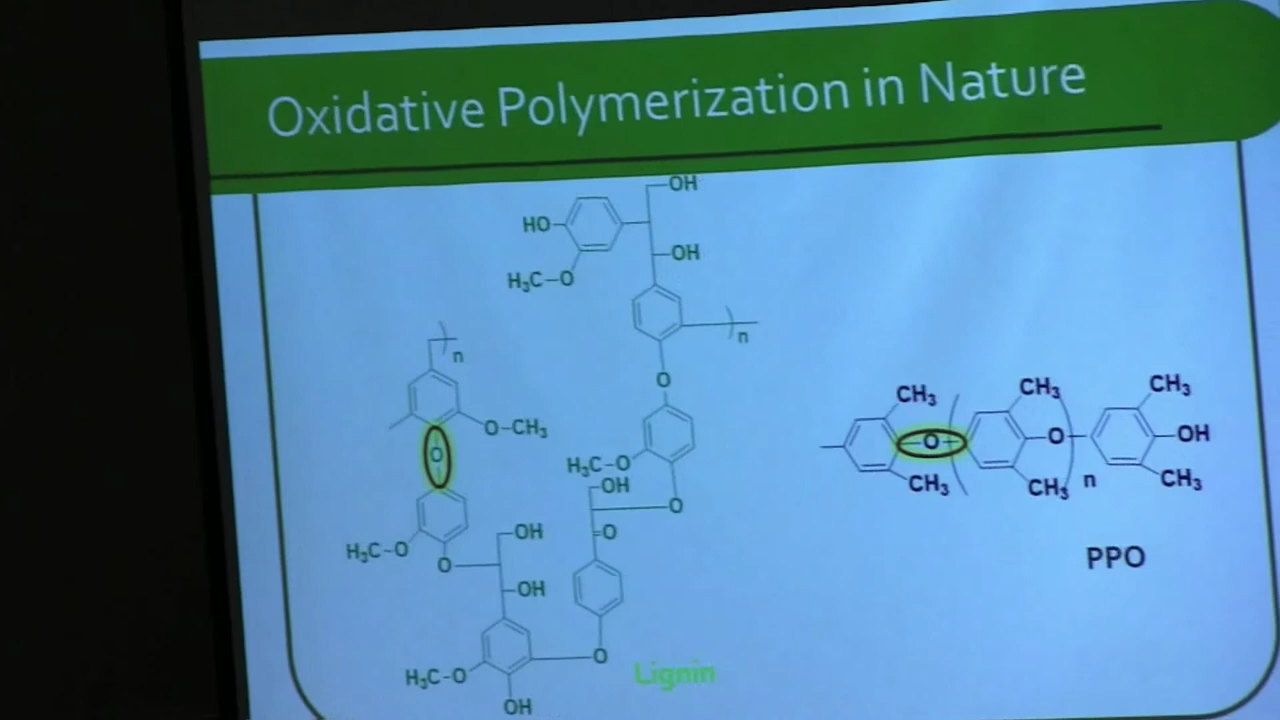 Oxidative Polymerization in Nature
OH
HO
OH
H₃C-O
n
n
O
O-CH₃
O
H₃C-O
OH
O
OH
=O
H₃C-O
O
OH
O
H₃C-O
OH
Lignin
CH₃
CH₃
CH₃
O
O
OH
CH₃
CH₃
n
CH₃
PPO